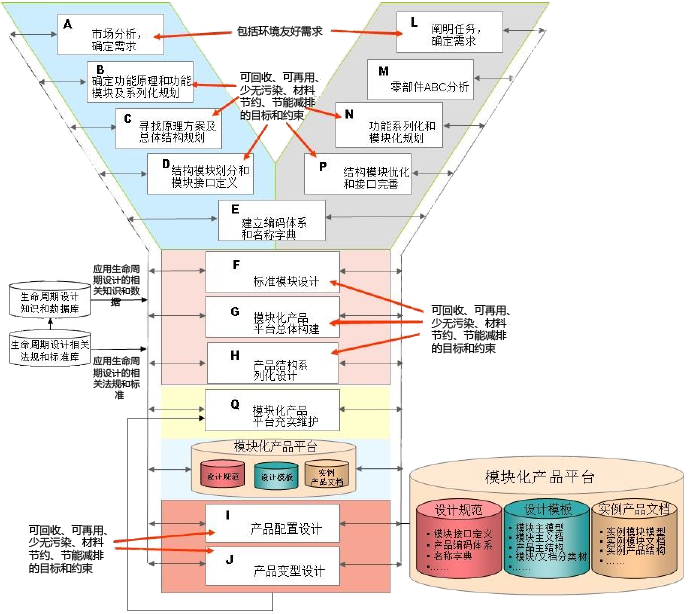 A
市场分析，
确定需求
包括环境友好需求
L
阐明任务，
确定需求
B
确定功能原理和功能
模块及系列化规划
可回收、可再用、
少无污染、材料
节约、节能减排
的目标和约束
M
零部件ABC分析
C
寻找原理方案及
总体结构规划
N
功能系列化和
模块化规划
D
结构模块划分和
模块接口定义
P
结构模块优化
和接口完善
E
建立编码体系
和名称字典
F
标准模块设计
应用生命周
期设计的相
关知识和数
据
生命周期设计
知识和数据库
G
模块化产品
平台总体构建
可回收、可再用、
少无污染、材料
节约、节能减排
的目标和约束
生命周期设计相关
法规和标准库
应用生命周
期设计的相
关法规和标
准
H
产品结构系
列化设计
Q
模块化产品
平台充实维护
模块化产品平台
设计规范
设计模板
实例
产品文档
模块化产品平台
设计规范
·模块接口定义
·产品编码体系
·名称字典
·……
设计模板
·模块主模型
·模块主文档
·产品主结构
·模块/文档分类树
·……
实例产品文档
·实例模块模型
·实例模块文档
·实例产品结构
·……
可回收、可再用、
少无污染、材料
节约、节能减排
的目标和约束
I
产品配置设计
J
产品变型设计